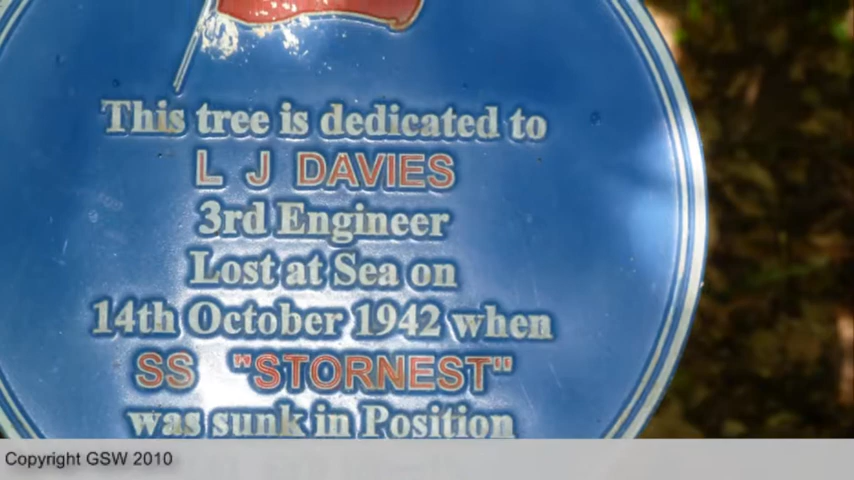 This tree is dedicated to
L J DAVIES
3rd Engineer
Lost at Sea on
14th October 1942 when
SS "STORNEST"
was sunk in Position
Copyright GSW 2010